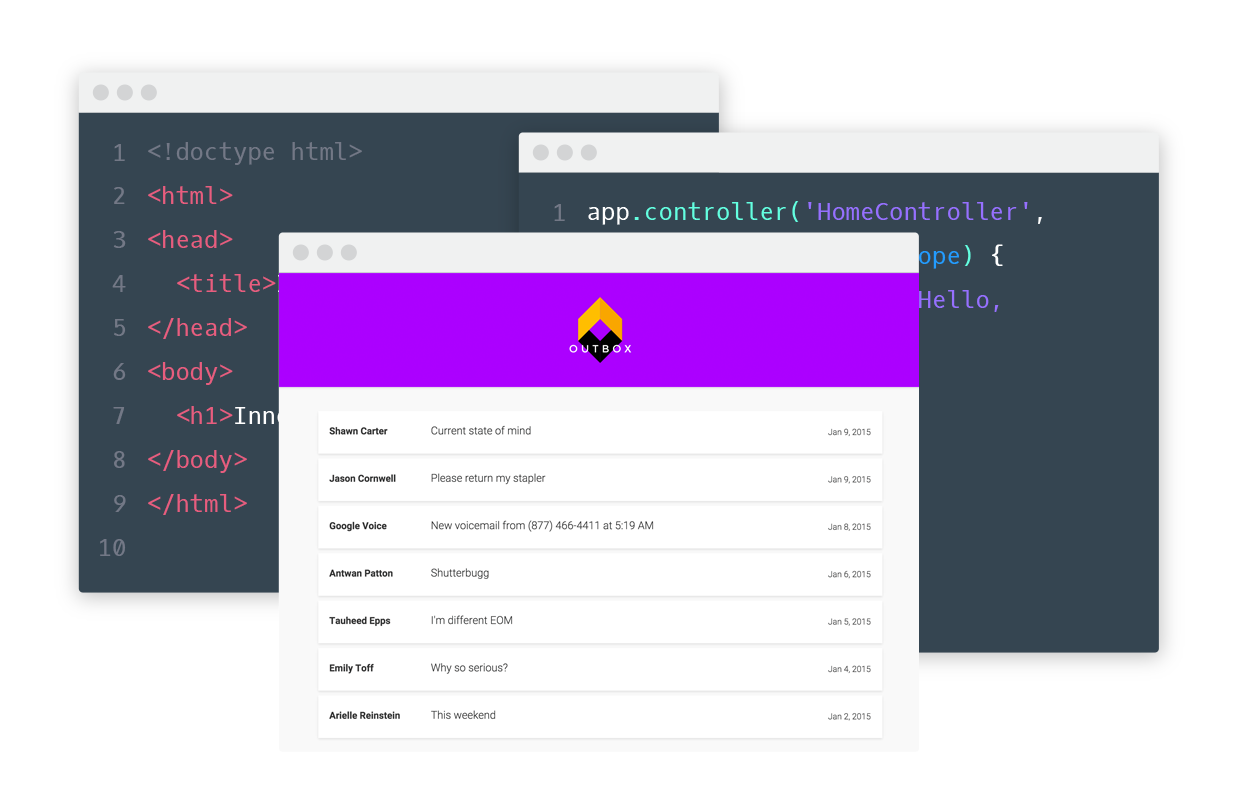 1 <!doctype html>
2 <html>
3 <head>
4 <title>
5 </head>
6 <body>
7 <h1>Inn
8 </body>
9 </html>
10
1 app.controller('HomeController',
ope) {
Hello,
OUTBOX
Shawn Carter Current state of mind Jan 9, 2015
Jason Cornwell Please return my stapler Jan 9, 2015
Google Voice New voicemail from (877) 466-4411 at 5:19 AM Jan 8, 2015
Antwan Patton Shutterbugg Jan 6, 2015
Tauheed Epps I'm different EOM Jan 5, 2015
Emily Toff Why so serious? Jan 4, 2015
Arielle Reinstein This weekend Jan 2, 2015